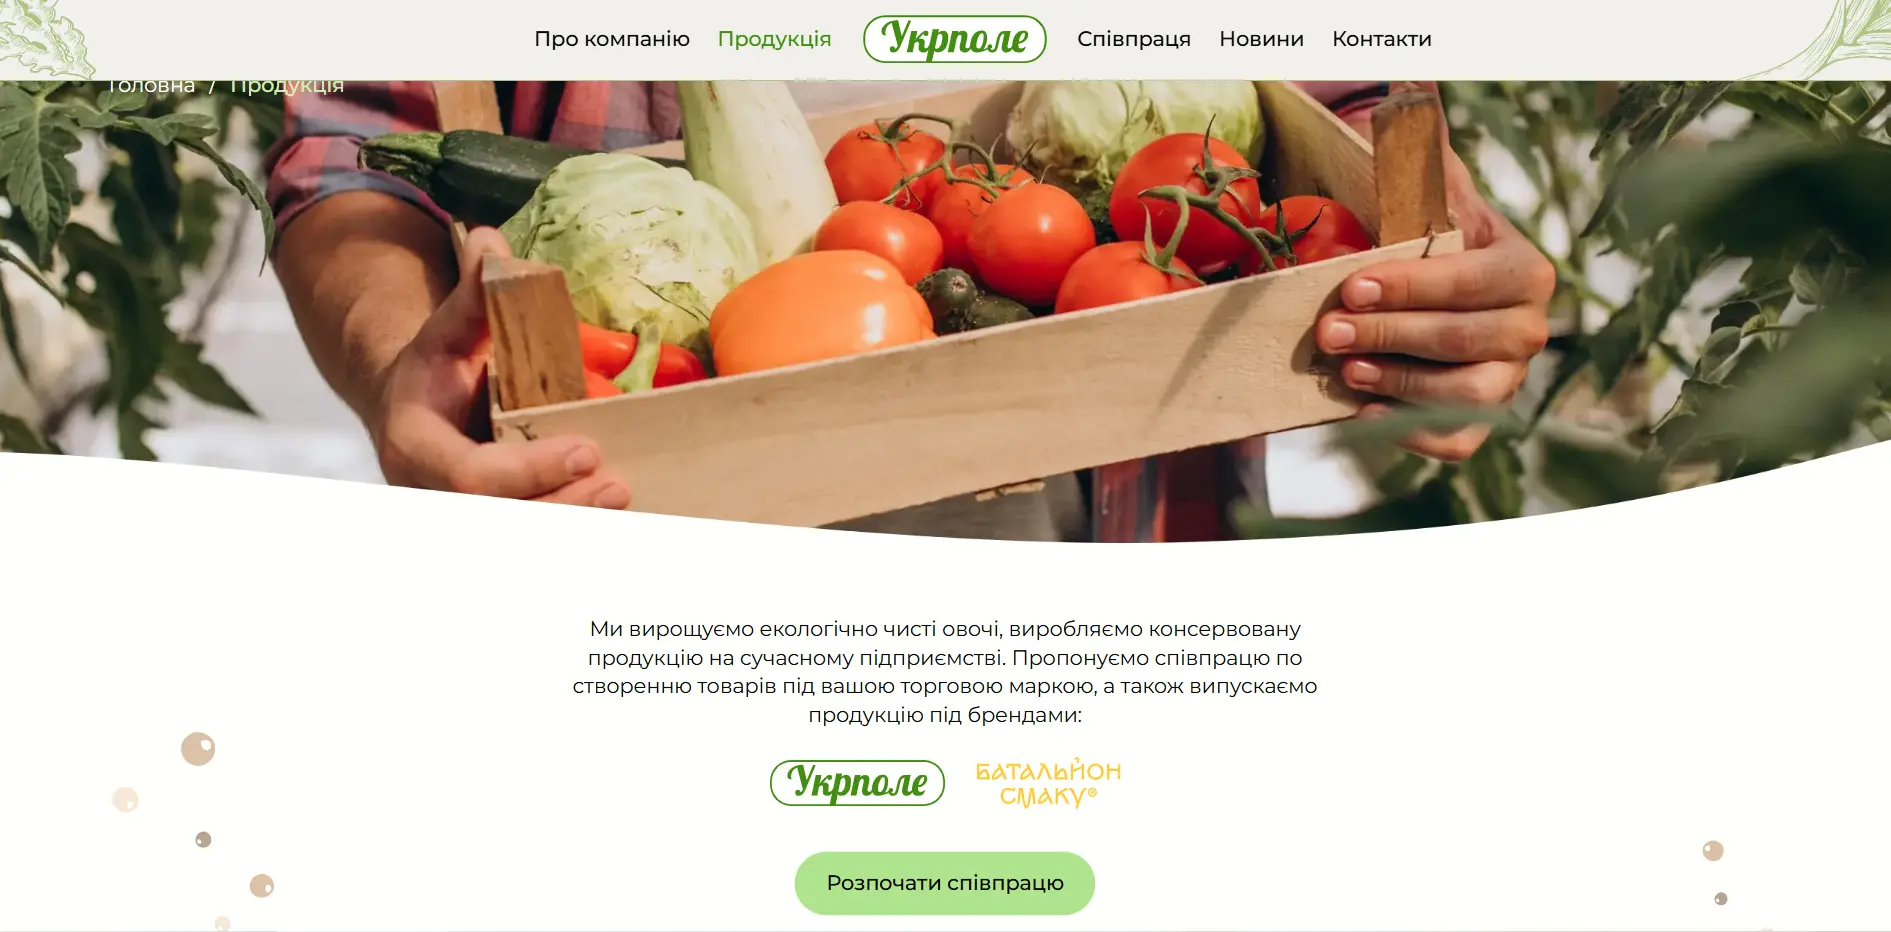 Про компанію Продукція Укрполе Співпраця Новини Контакти
Головна / Продукція
Ми вирощуємо екологічно чисті овочі, виробляємо консервовану
продукцію на сучасному підприємстві. Пропонуємо співпрацю по
створенню товарів під вашою торговою маркою, а також випускаємо
продукцію під брендами:
Укрполе
БАТАЛЬЙОН
СМАКУ®
Розпочати співпрацю